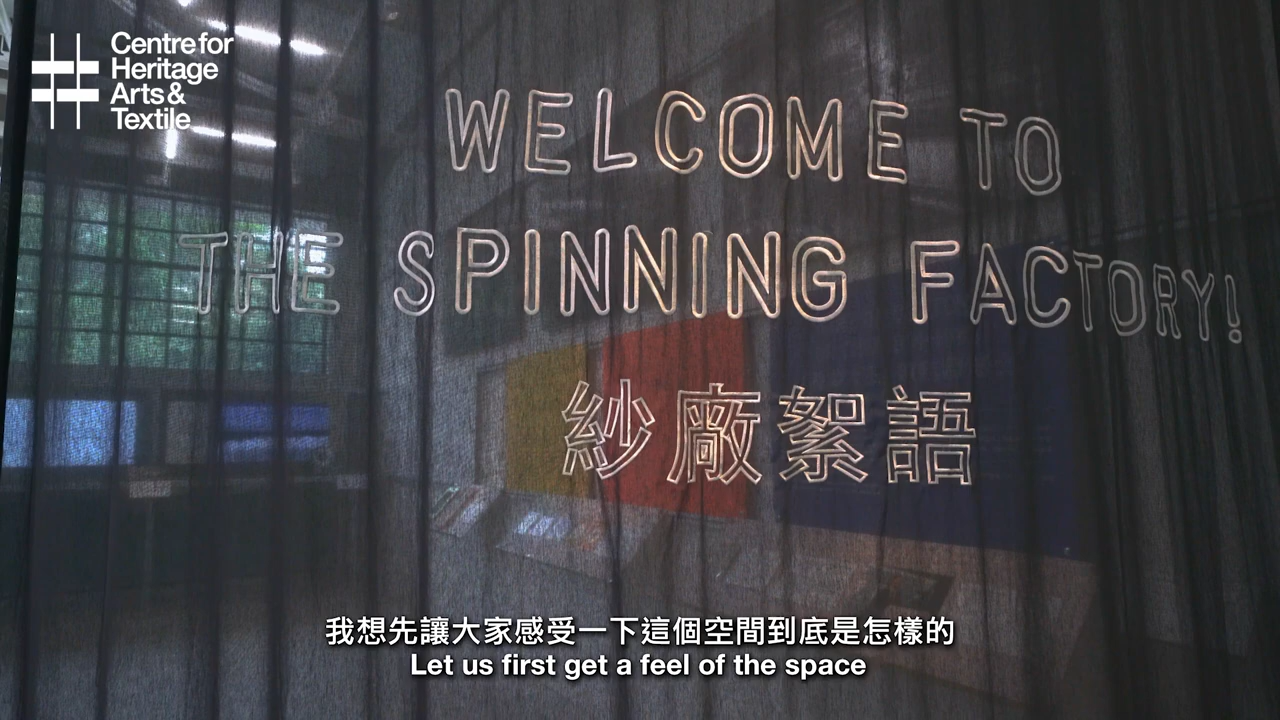 Centre for
Heritage
Arts &
Textile
WELCOME TO
THE SPINNING FACTORY!
紗廠絮語
我想先讓大家感受一下這個空間到底是怎樣的
Let us first get a feel of the space